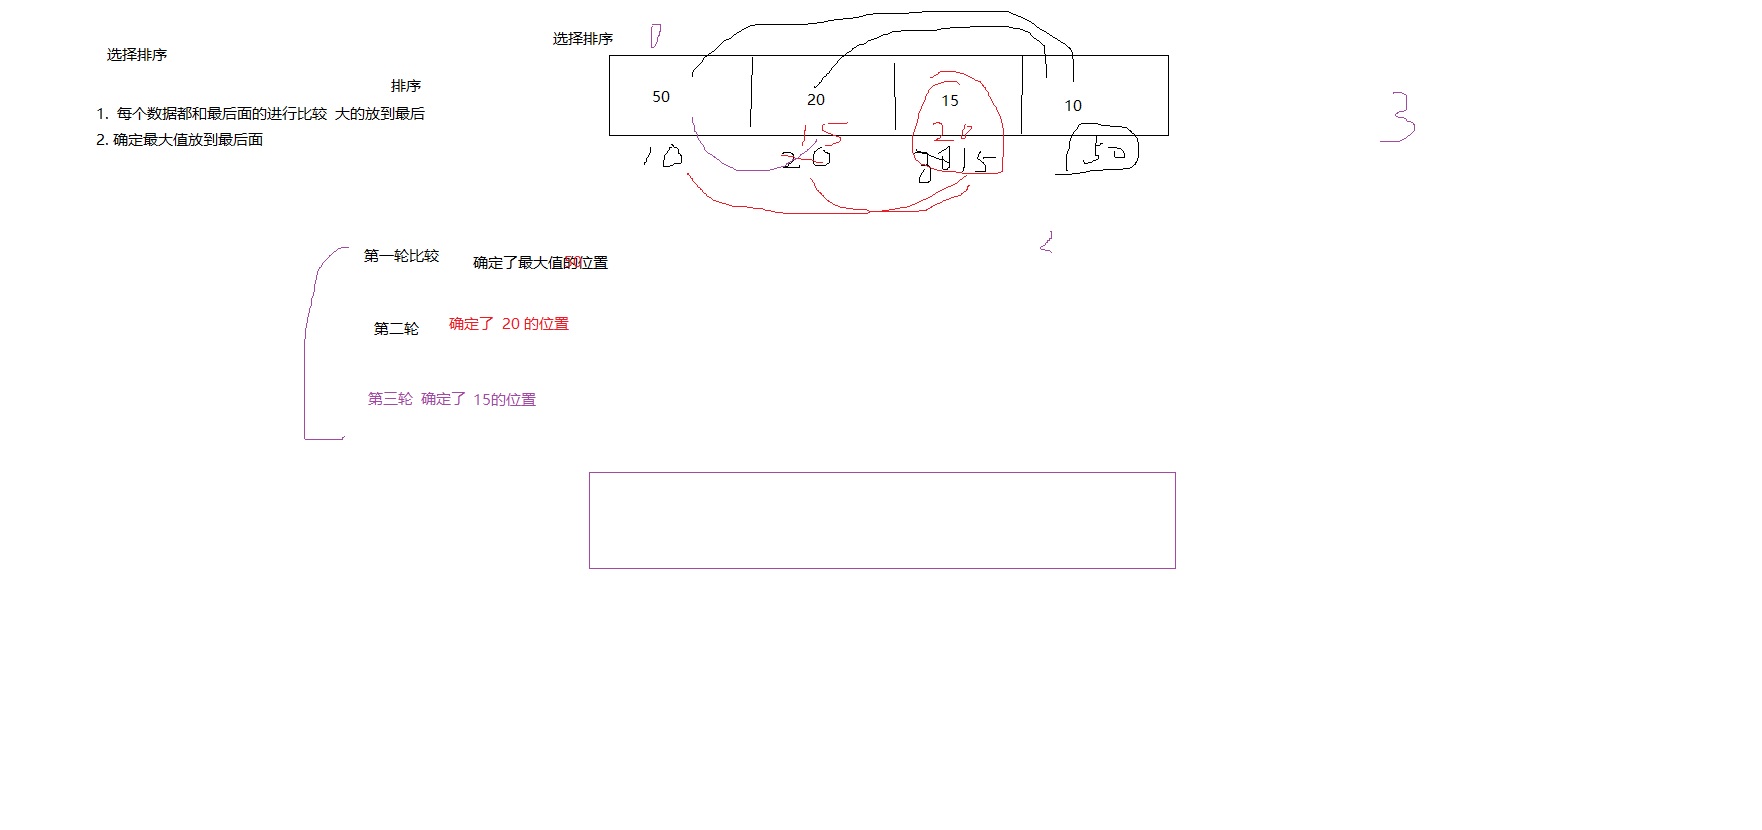 选择排序
排序
1. 每个数据都和最后面的进行比较 大的放到最后
2. 确定最大值放到最后面
选择排序 0
50 20 15 10
15 20
10 20 15 50
3
第一轮比较 确定了最大值的位置
第二轮 确定了 20 的位置
第三轮 确定了 15的位置